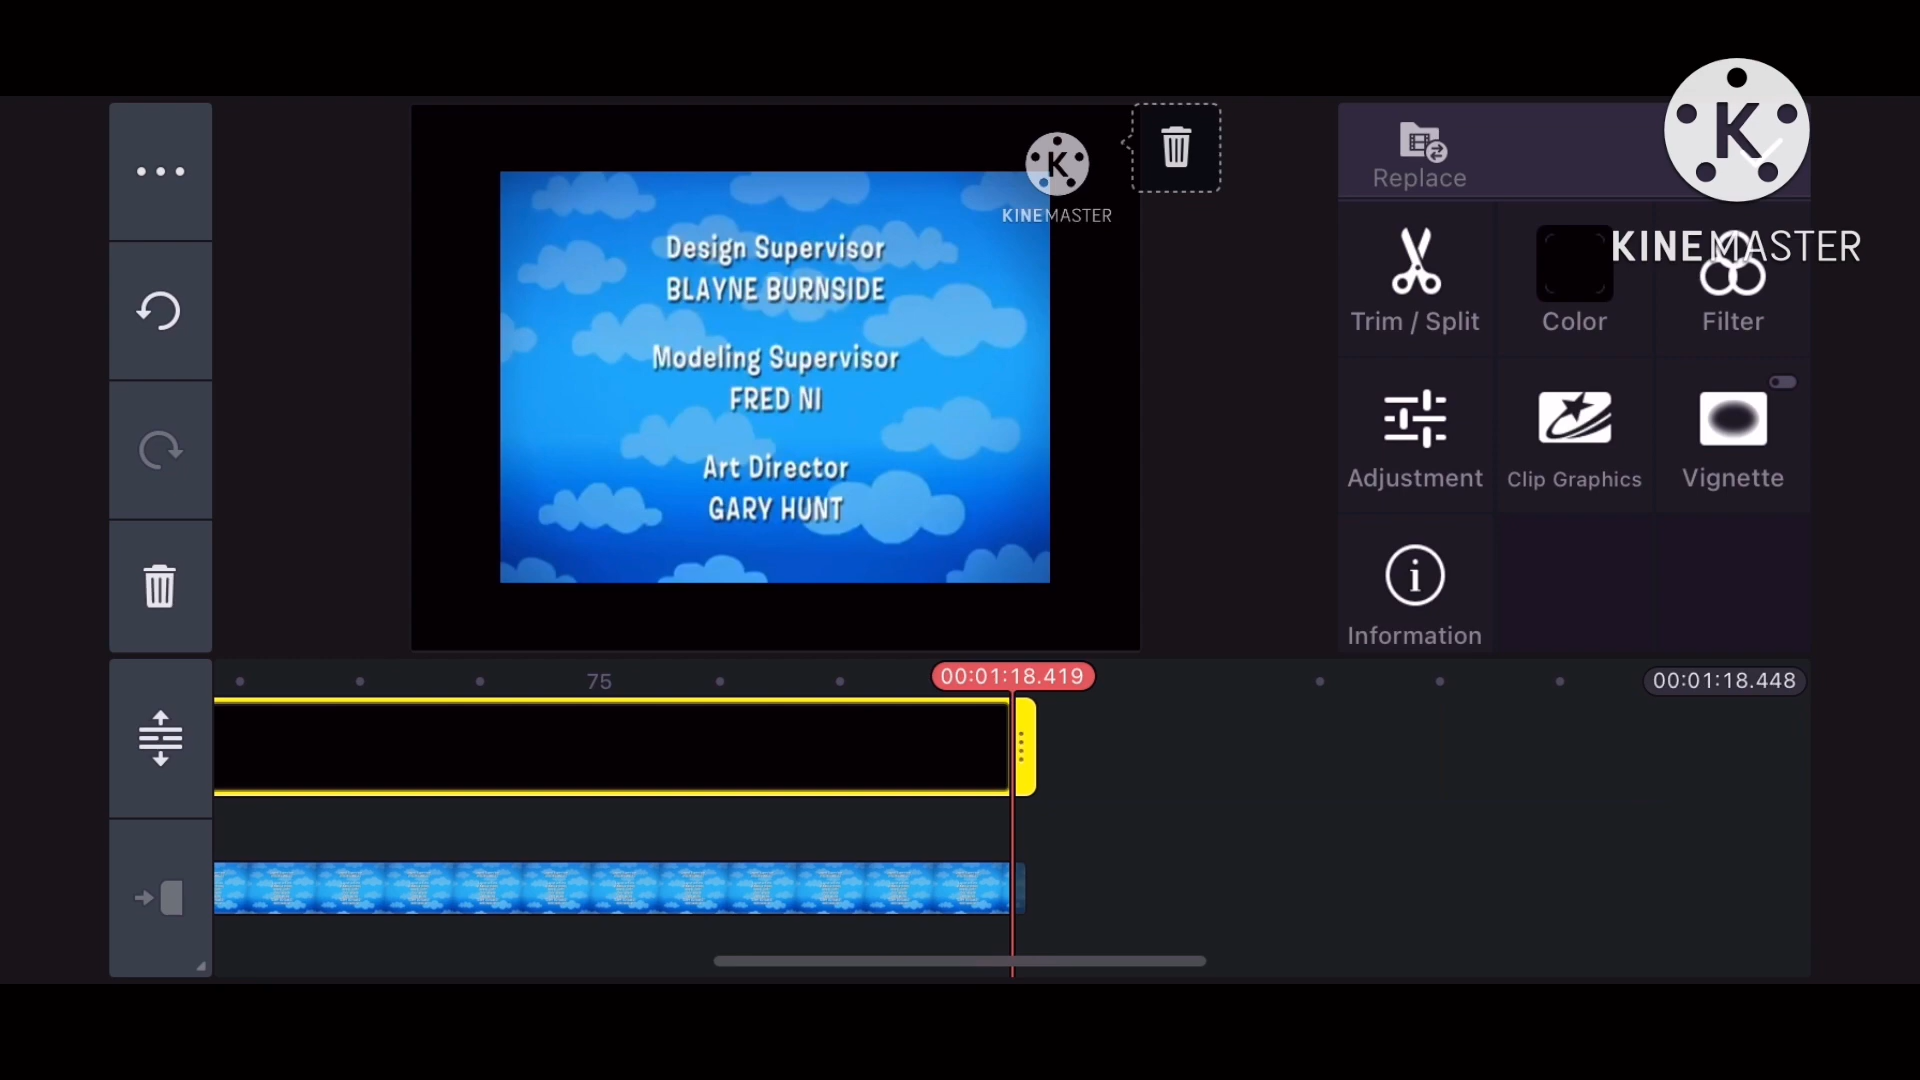 KINEMASTER
Replace
KINEMASTER
Design Supervisor
BLAYNE BURNSIDE
Modeling Supervisor
FRED NI
Art Director
GARY HUNT
Trim / Split
Color
Filter
Adjustment
Clip Graphics
Vignette
Information
75
00:01:18.419
00:01:18.448